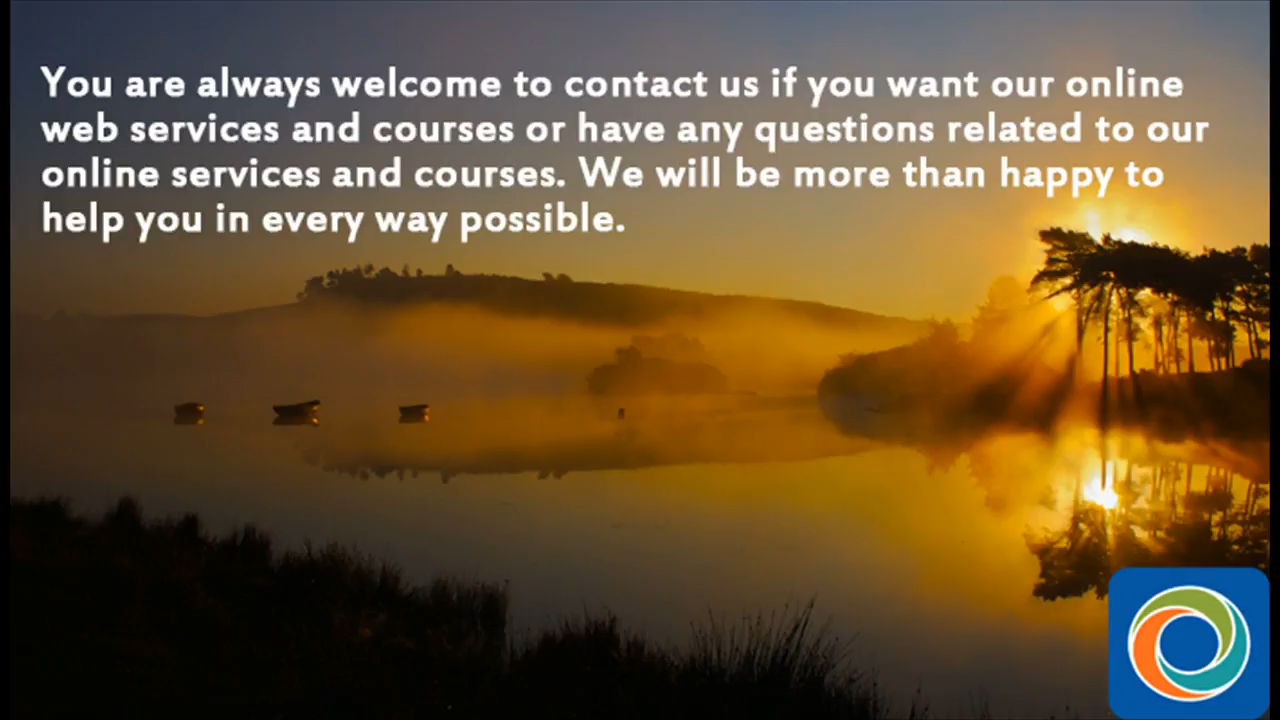 You are always welcome to contact us if you want our online
web services and courses or have any questions related to our
online services and courses. We will be more than happy to
help you in every way possible.